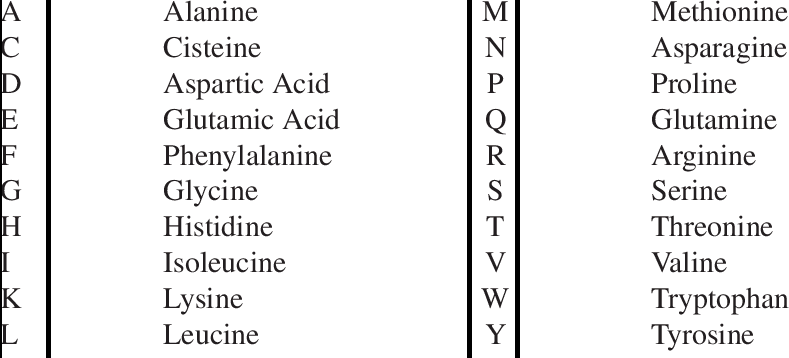 A Alanine M Methionine
C Cisteine N Asparagine
D Aspartic Acid P Proline
E Glutamic Acid Q Glutamine
F Phenylalanine R Arginine
G Glycine S Serine
H Histidine T Threonine
I Isoleucine V Valine
K Lysine W Tryptophan
L Leucine Y Tyrosine